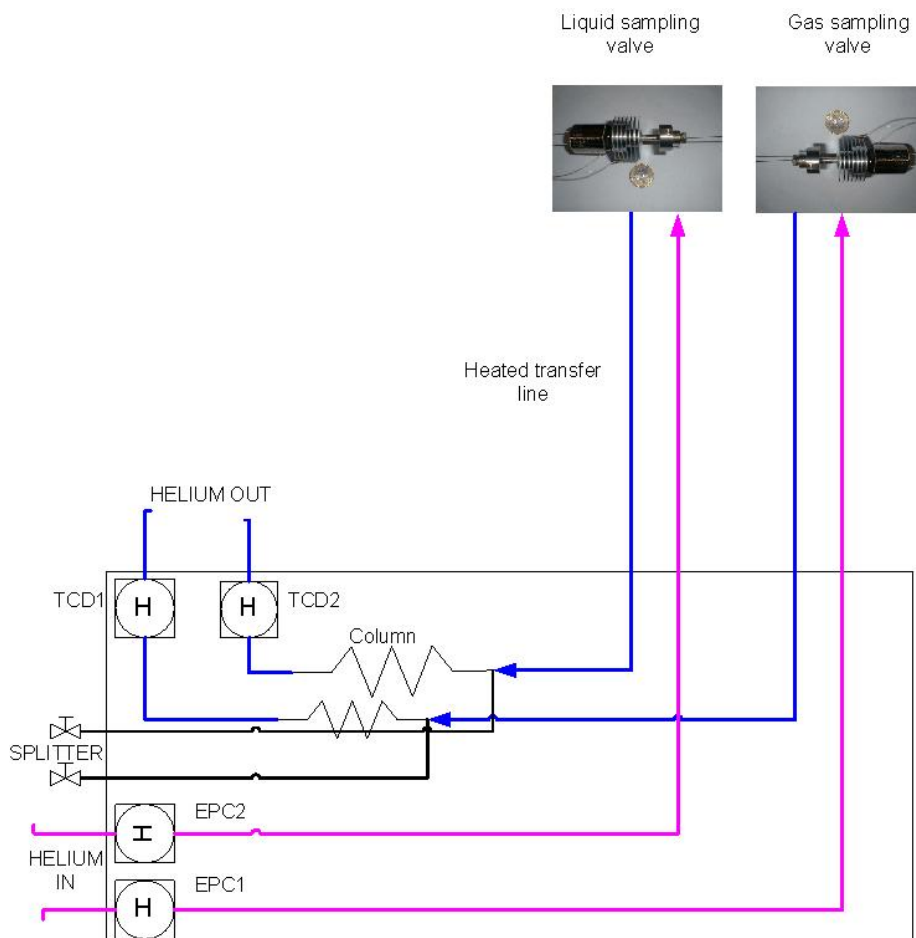 Liquid sampling
valve
Gas sampling
valve
Heated transfer
line
HELIUM OUT
TCD1
H
H
TCD2
Column
SPLITTER
EPC2
H
HELIUM
IN
EPC1
H